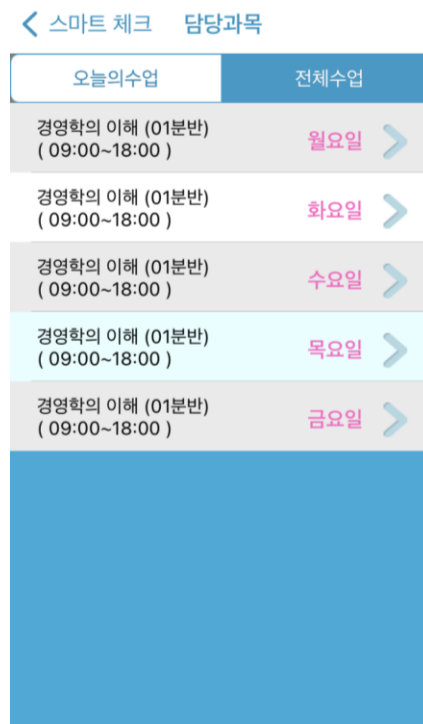 스마트 체크 담당과목
오늘의수업 전체수업
경영학의 이해 (01분반)
( 09:00~18:00 )
월요일
경영학의 이해 (01분반)
( 09:00~18:00 )
화요일
경영학의 이해 (01분반)
( 09:00~18:00 )
수요일
경영학의 이해 (01분반)
( 09:00~18:00 )
목요일
경영학의 이해 (01분반)
( 09:00~18:00 )
금요일